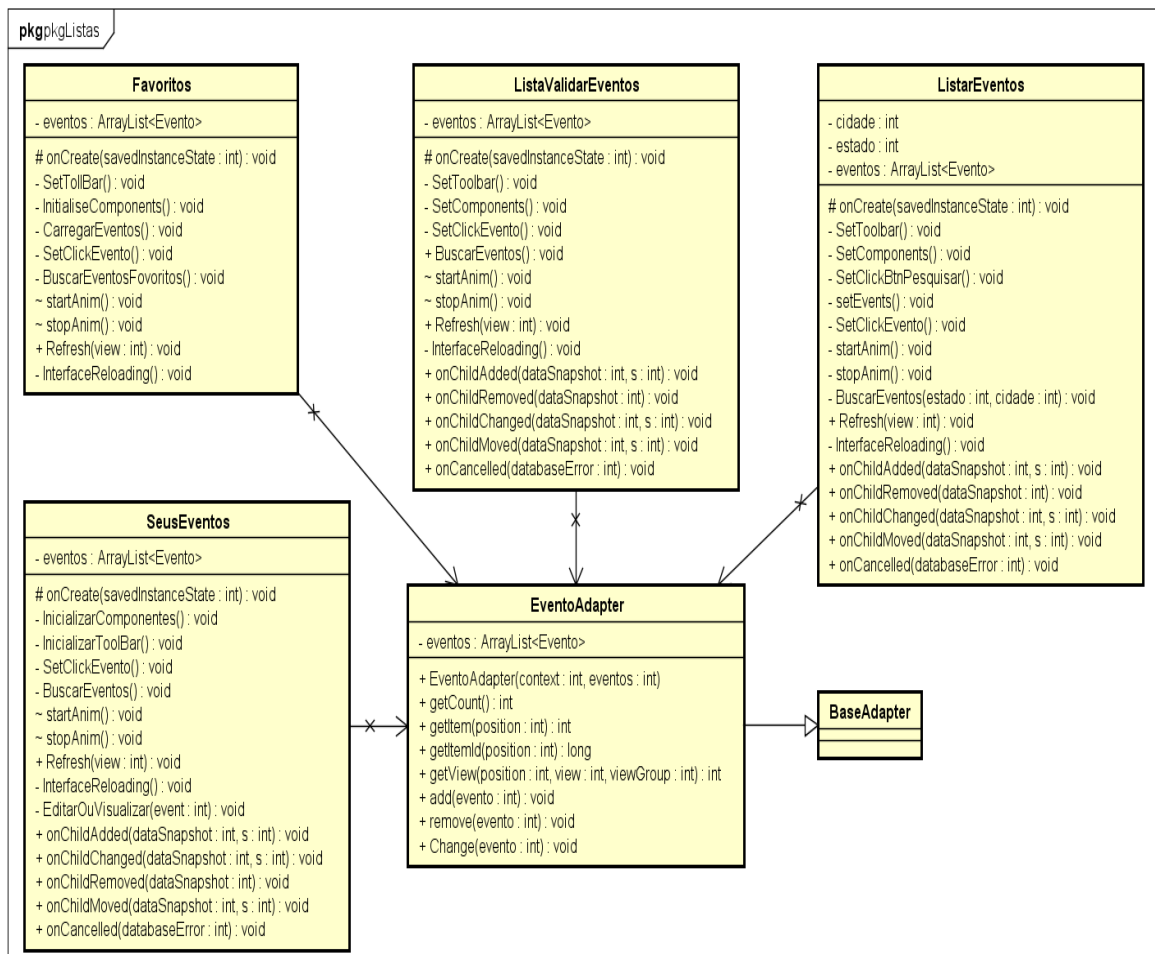 pkgpkgListas
Favoritos
- eventos : ArrayList<Evento>
# onCreate(savedInstanceState : int) : void
- SetTollBar() : void
- InitialiseComponents() : void
- CarregarEventos() : void
- SetClickEvento() : void
- BuscarEventosFovoritos() : void
~ startAnim() : void
~ stopAnim() : void
+ Refresh(view : int) : void
- InterfaceReloading() : void
ListaValidarEventos
- eventos : ArrayList<Evento>
# onCreate(savedInstanceState : int) : void
- SetToolbar() : void
- SetComponents() : void
- SetClickEvento() : void
+ BuscarEventos() : void
~ startAnim() : void
~ stopAnim() : void
+ Refresh(view : int) : void
- InterfaceReloading() : void
+ onChildAdded(dataSnapshot : int, s : int) : void
+ onChildRemoved(dataSnapshot : int) : void
+ onChildChanged(dataSnapshot : int, s : int) : void
+ onChildMoved(dataSnapshot : int, s : int) : void
+ onCancelled(databaseError : int) : void
ListarEventos
- cidade : int
- estado : int
- eventos : ArrayList<Evento>
# onCreate(savedInstanceState : int) : void
- SetToolbar() : void
- SetComponents() : void
- SetClickBtnPesquisar() : void
- setEvents() : void
- SetClickEvento() : void
- startAnim() : void
- stopAnim() : void
- BuscarEventos(estado : int, cidade : int) : void
+ Refresh(view : int) : void
- InterfaceReloading() : void
+ onChildAdded(dataSnapshot : int, s : int) : void
+ onChildRemoved(dataSnapshot : int) : void
+ onChildChanged(dataSnapshot : int, s : int) : void
+ onChildMoved(dataSnapshot : int, s : int) : void
+ onCancelled(databaseError : int) : void
SeusEventos
- eventos : ArrayList<Evento>
# onCreate(savedInstanceState : int) : void
- InicializarComponentes() : void
- InicializarToolBar() : void
- SetClickEvento() : void
- BuscarEventos() : void
~ startAnim() : void
~ stopAnim() : void
+ Refresh(view : int) : void
- InterfaceReloading() : void
- EditarOuVisualizar(event : int) : void
+ onChildAdded(dataSnapshot : int, s : int) : void
+ onChildChanged(dataSnapshot : int, s : int) : void
+ onChildRemoved(dataSnapshot : int) : void
+ onChildMoved(dataSnapshot : int, s : int) : void
+ onCancelled(databaseError : int) : void
EventoAdapter
- eventos : ArrayList<Evento>
+ EventoAdapter(context : int, eventos : int)
+ getCount() : int
+ getItem(position : int) : int
+ getItemId(position : int) : long
+ getView(position : int, view : int, viewGroup : int) : int
+ add(evento : int) : void
+ remove(evento : int) : void
+ Change(evento : int) : void
BaseAdapter